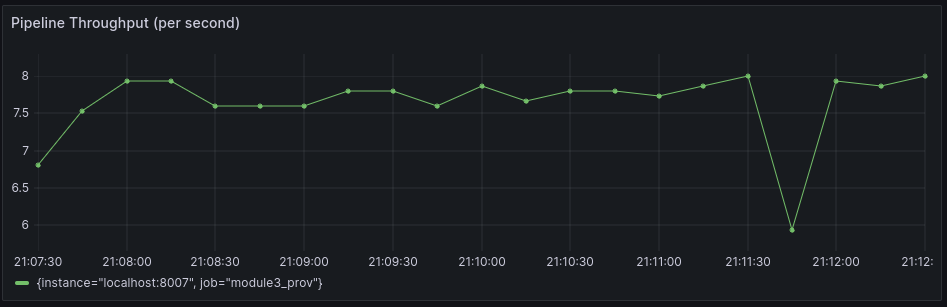 Pipeline Throughput (per second)
8
7.5
7
6.5
6
21:07:30 21:08:00 21:08:30 21:09:00 21:09:30 21:10:00 21:10:30 21:11:00 21:11:30 21:12:00 21:12:
{instance="localhost:8007", job="module3_prov"}